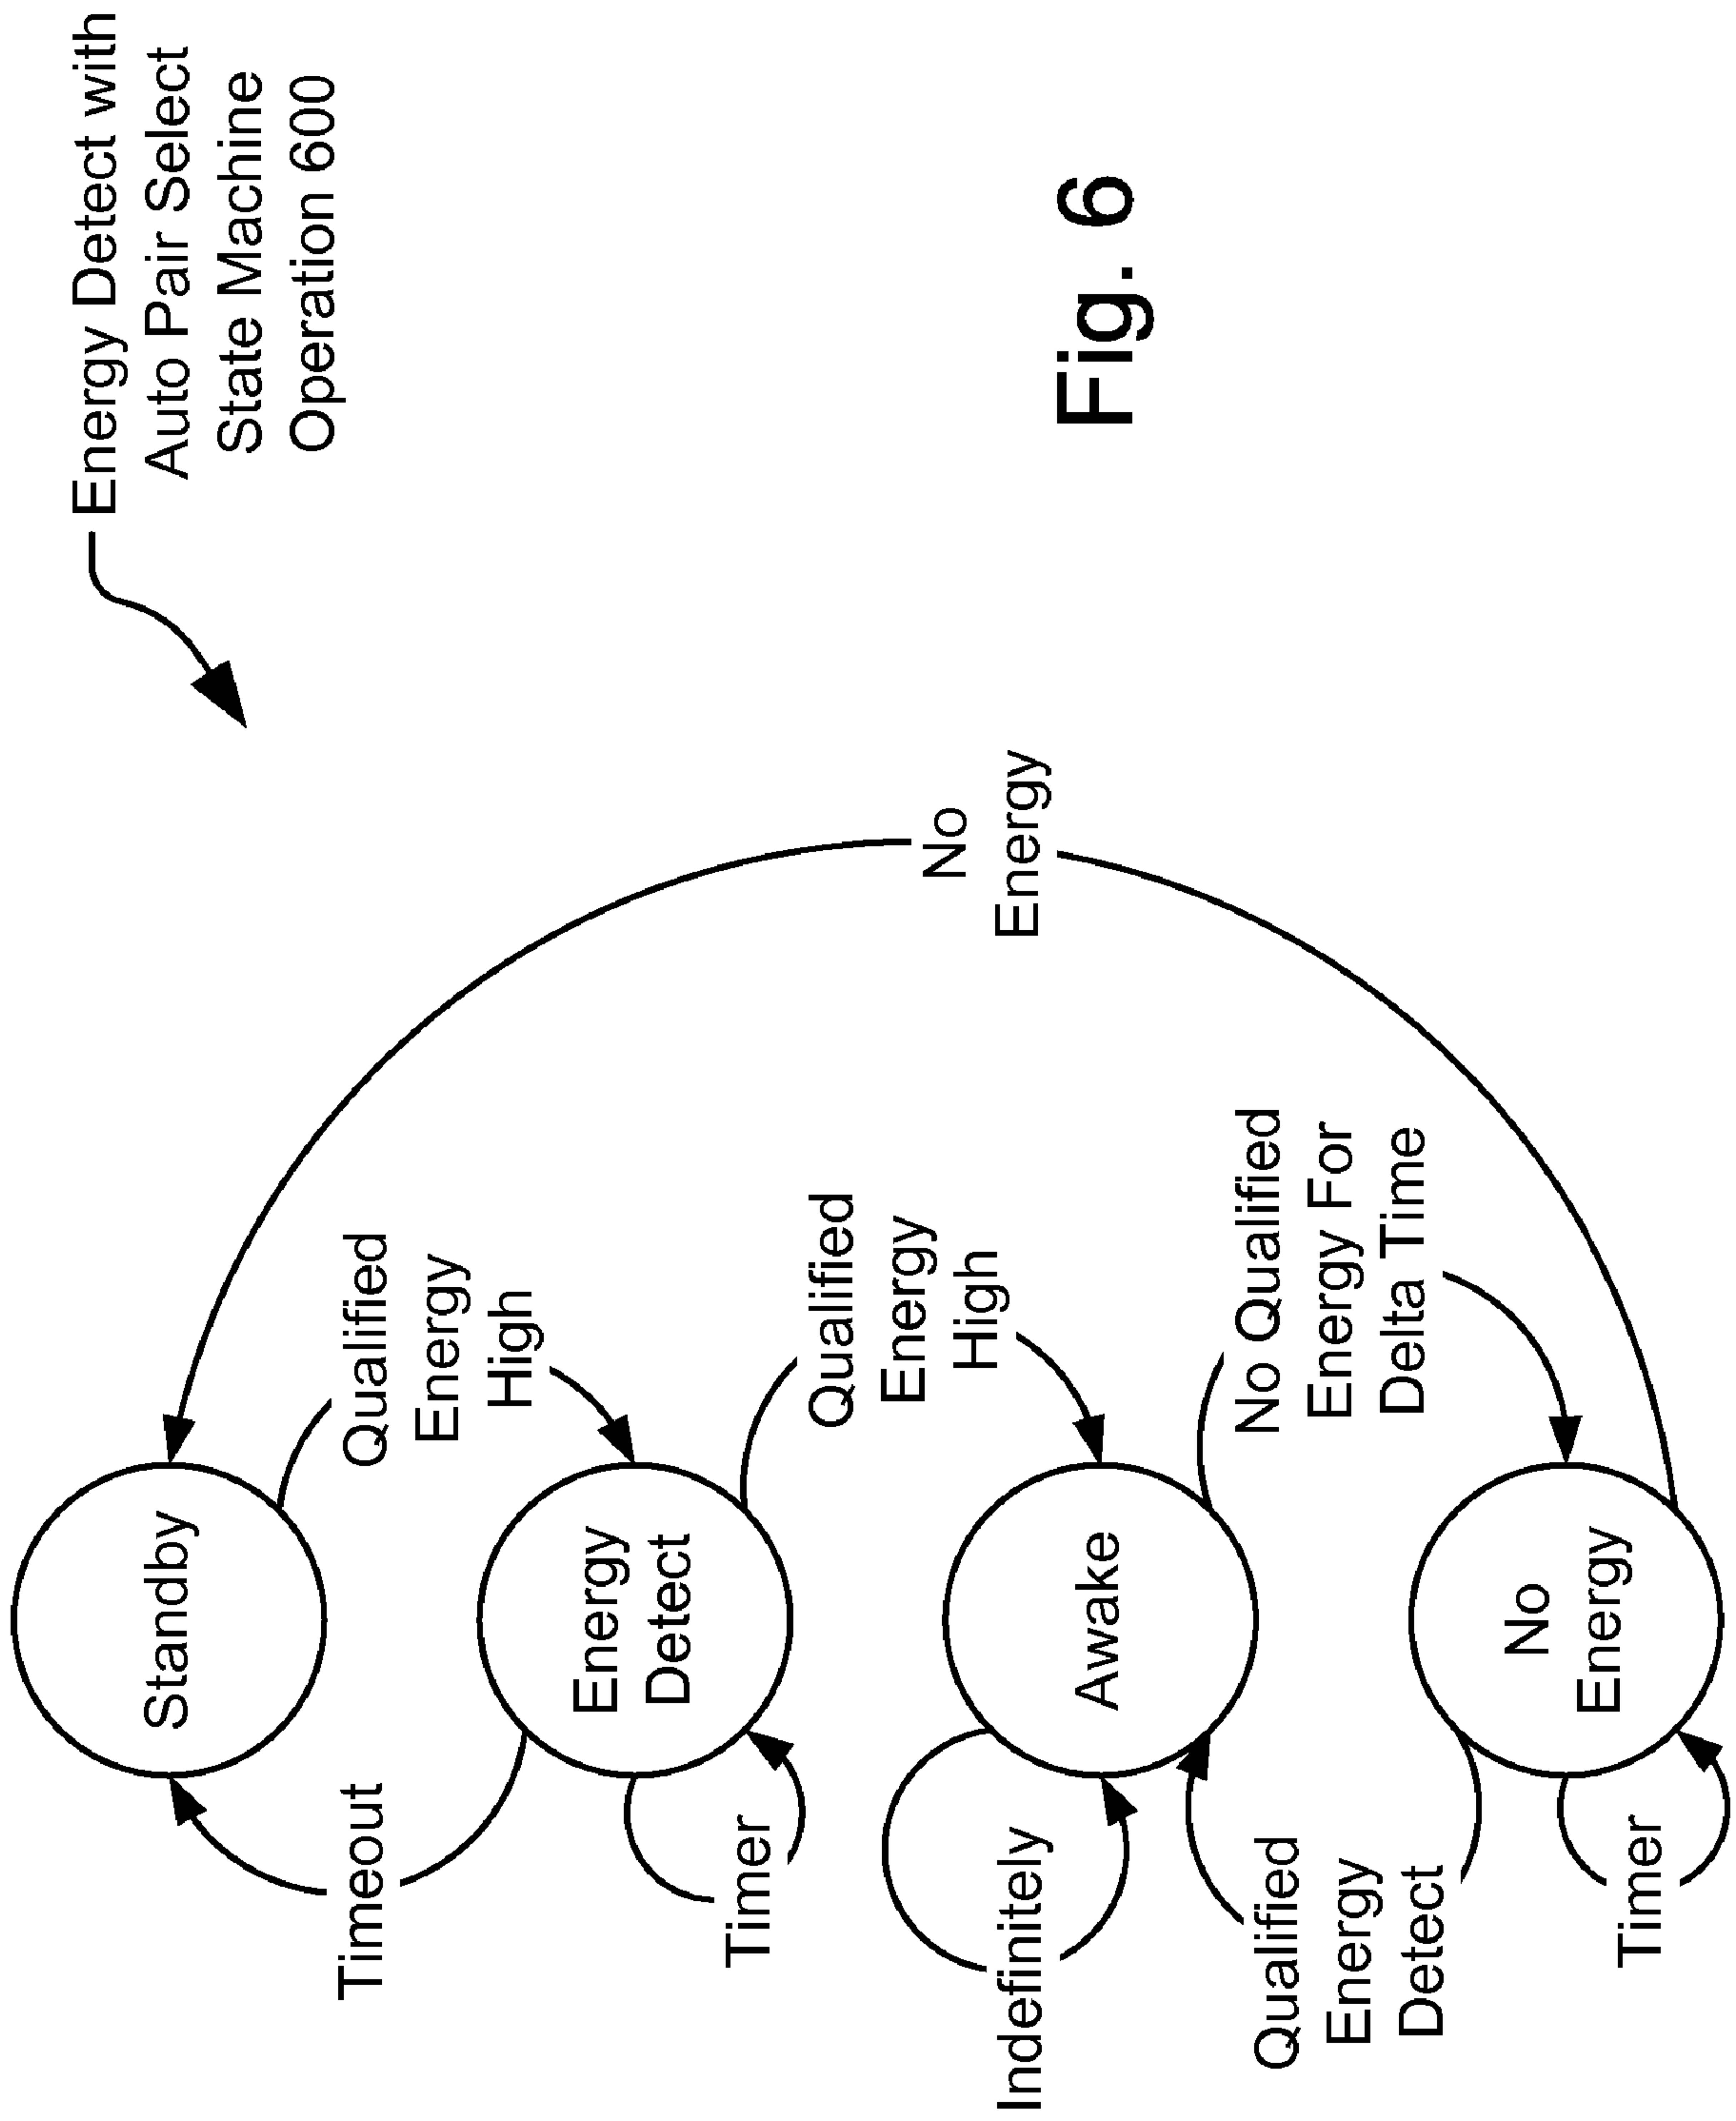 Energy Detect with
Auto Pair Select
State Machine
Operation 600
Standby
Timeout
Qualified
Energy
High
Energy
Detect
Timer
Qualified
Energy
High
No
Energy
Indefinitely
Awake
Qualified
Energy
Detect
No Qualified
Energy For
Delta Time
No
Energy
Timer
Fig. 6